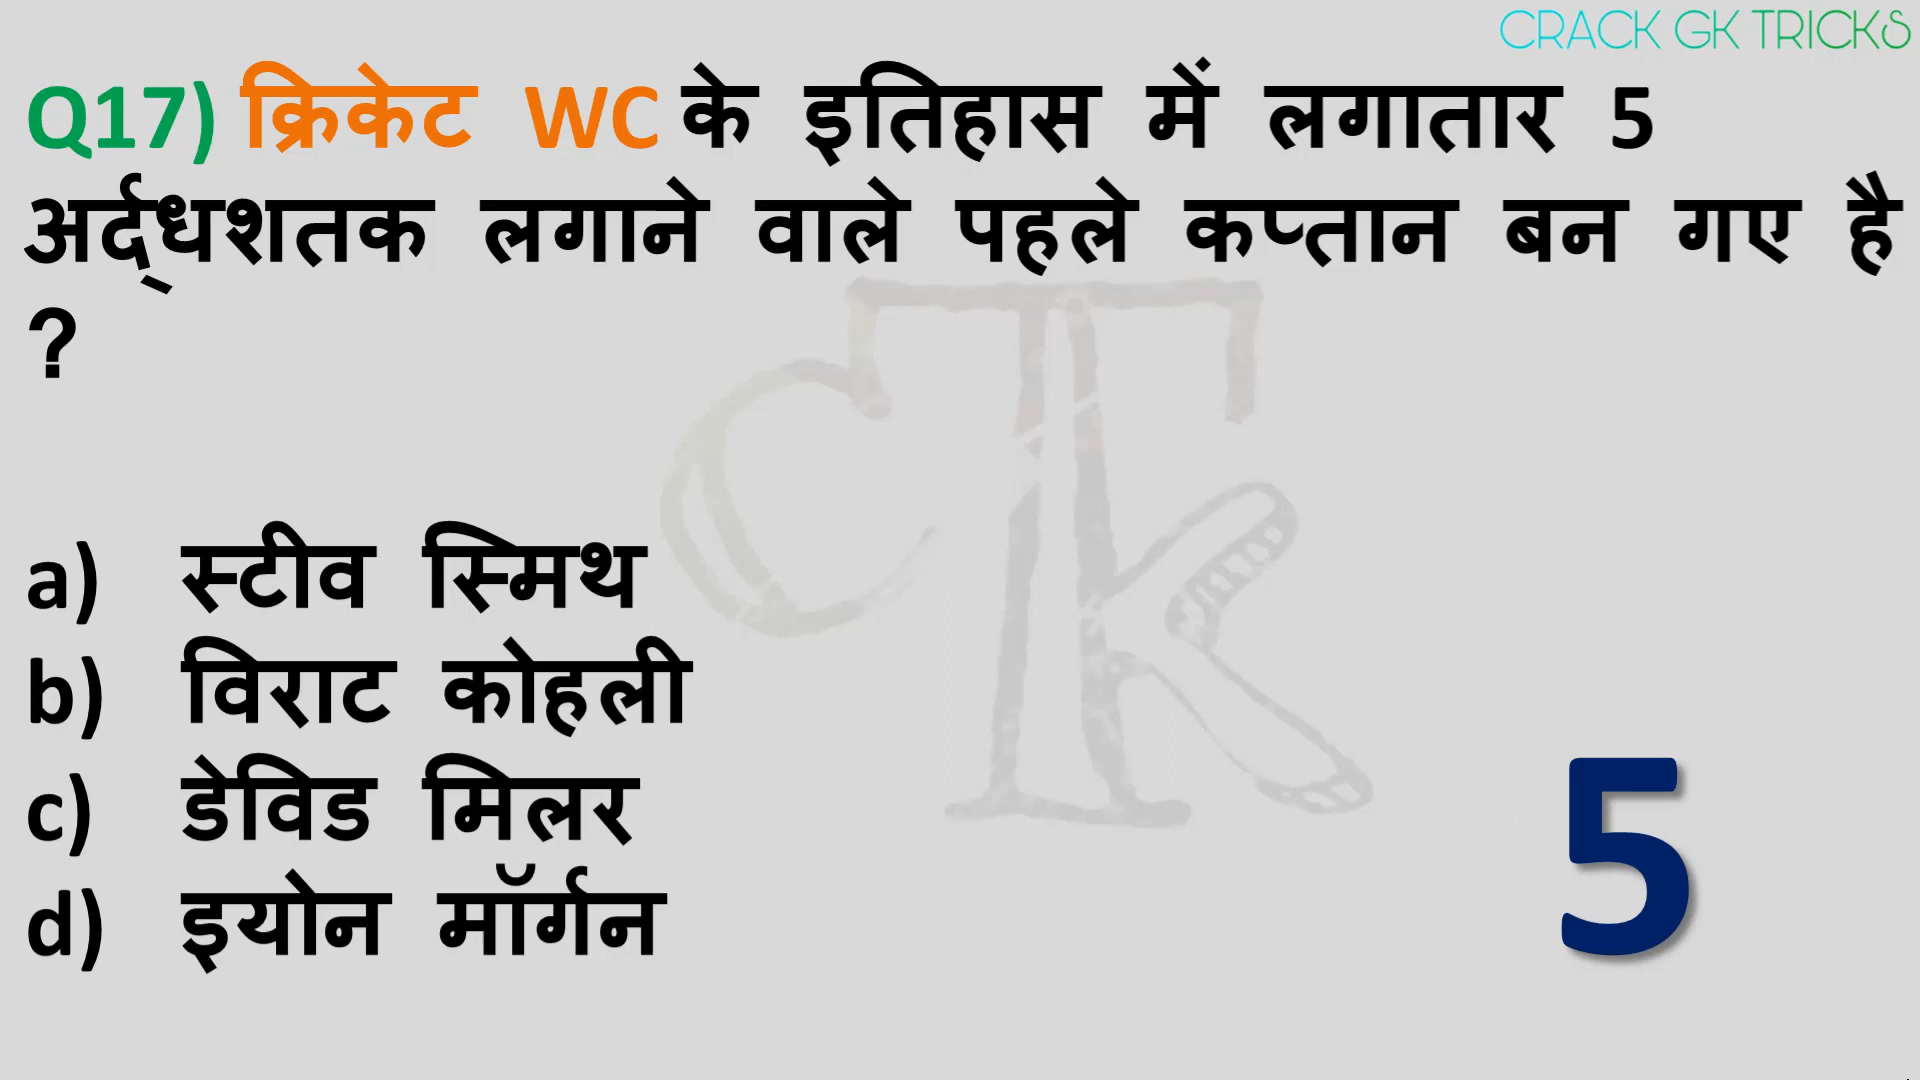 CRACK GK TRICKS
Q17) क्रिकेट WC के इतिहास में लगातार 5
अर्द्धशतक लगाने वाले पहले कप्तान बन गए है
?
a) स्टीव स्मिथ
b) विराट कोहली
c) डेविड मिलर
d) इयोन मॉर्गन
5
CTK